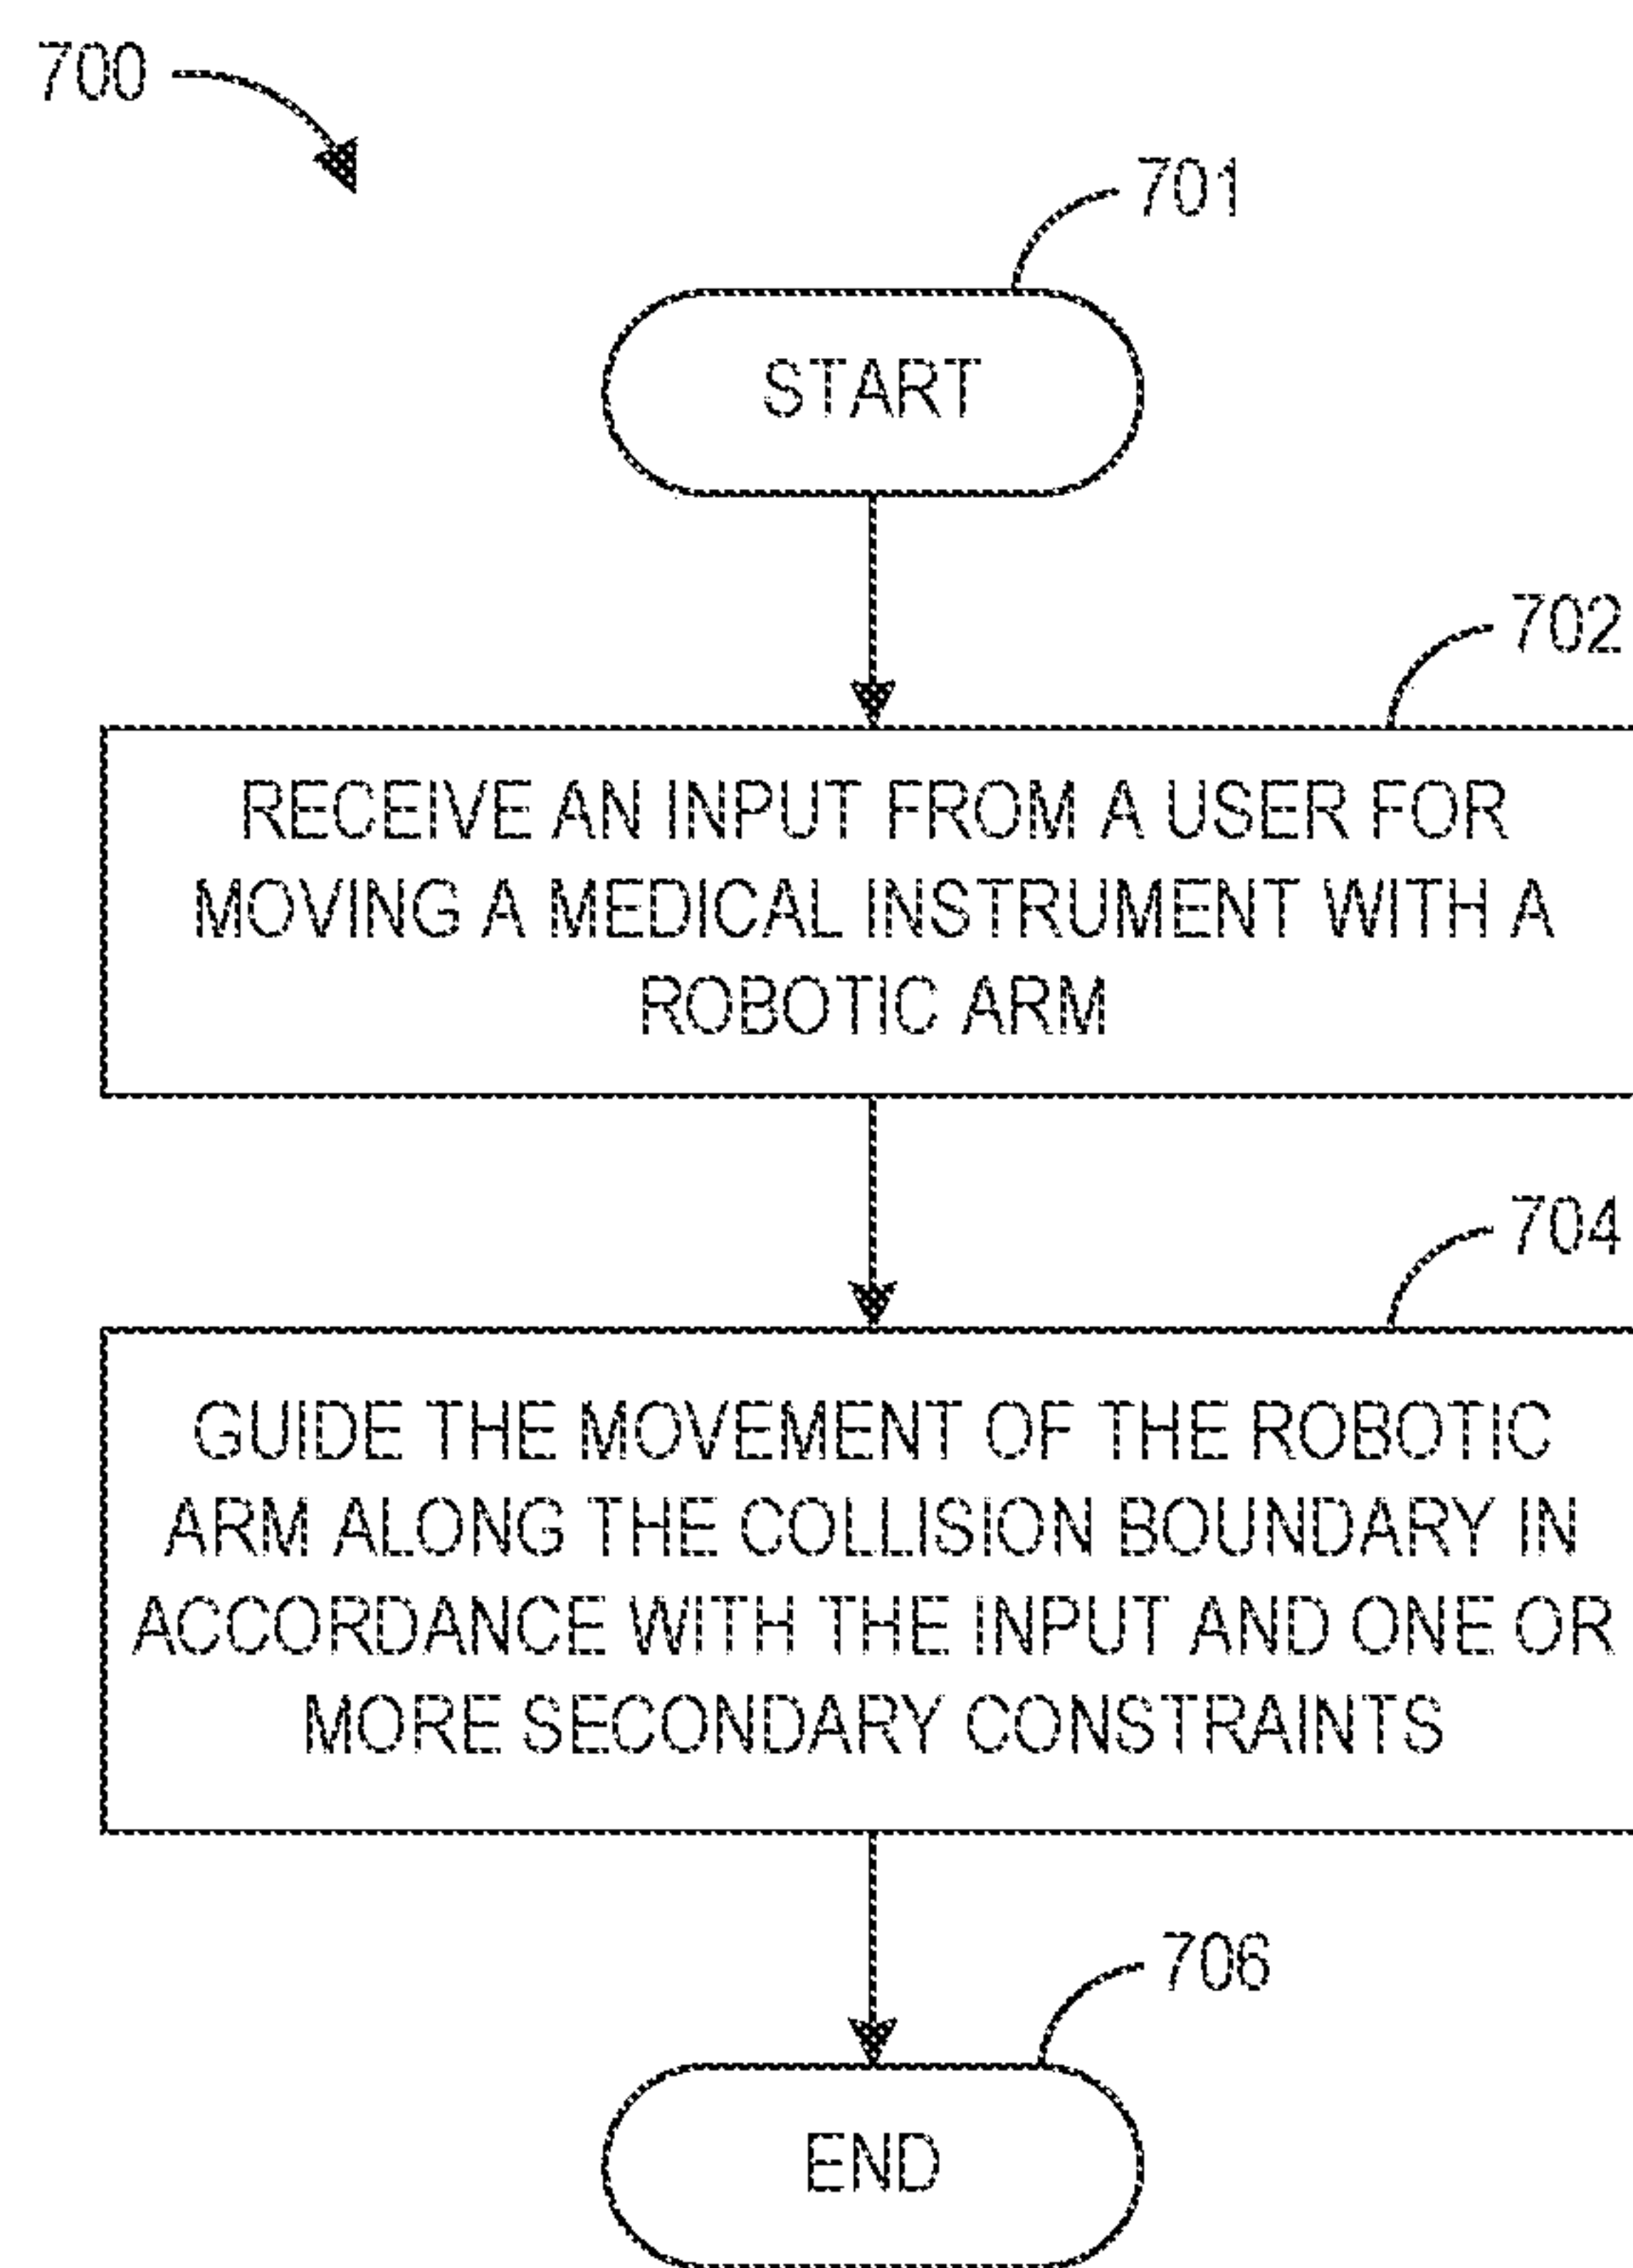 700
701
START
702
RECEIVE AN INPUT FROM A USER FOR
MOVING A MEDICAL INSTRUMENT WITH A
ROBOTIC ARM
704
GUIDE THE MOVEMENT OF THE ROBOTIC
ARM ALONG THE COLLISION BOUNDARY IN
ACCORDANCE WITH THE INPUT AND ONE OR
MORE SECONDARY CONSTRAINTS
706
END